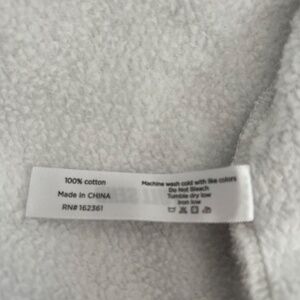 100% cotton
Made in CHINA
RN# 162361
Machine wash cold with like colors
Do Not Bleach
Tumble dry low
Iron low